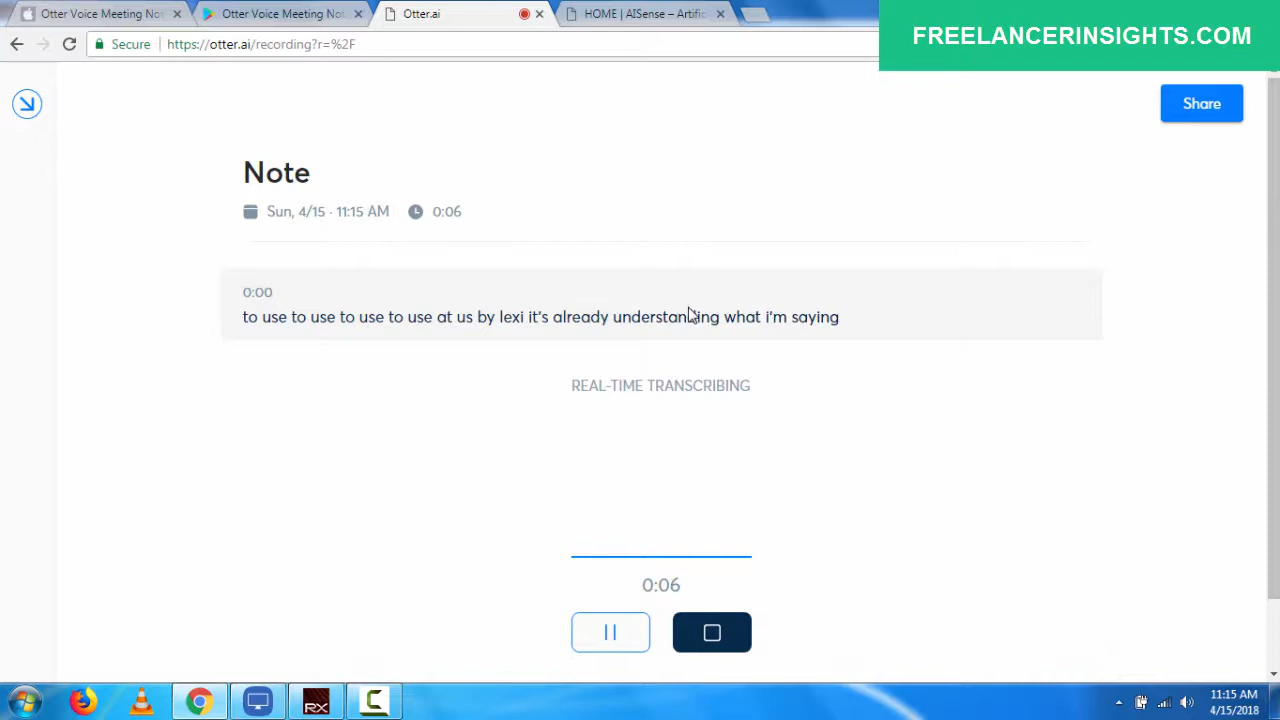 Otter Voice Meeting Not
Otter Voice Meeting Not
Otter.ai
HOME | AISense – Artific
Secure
https://otter.ai/recording?r=%2F
FREELANCERINSIGHTS.COM
Share
Note
Sun, 4/15 · 11:15 AM
0:06
0:00
to use to use to use to use at us by lexi it's already understanding what i'm saying
REAL-TIME TRANSCRIBING
0:06
RX
11:15 AM
4/15/2018